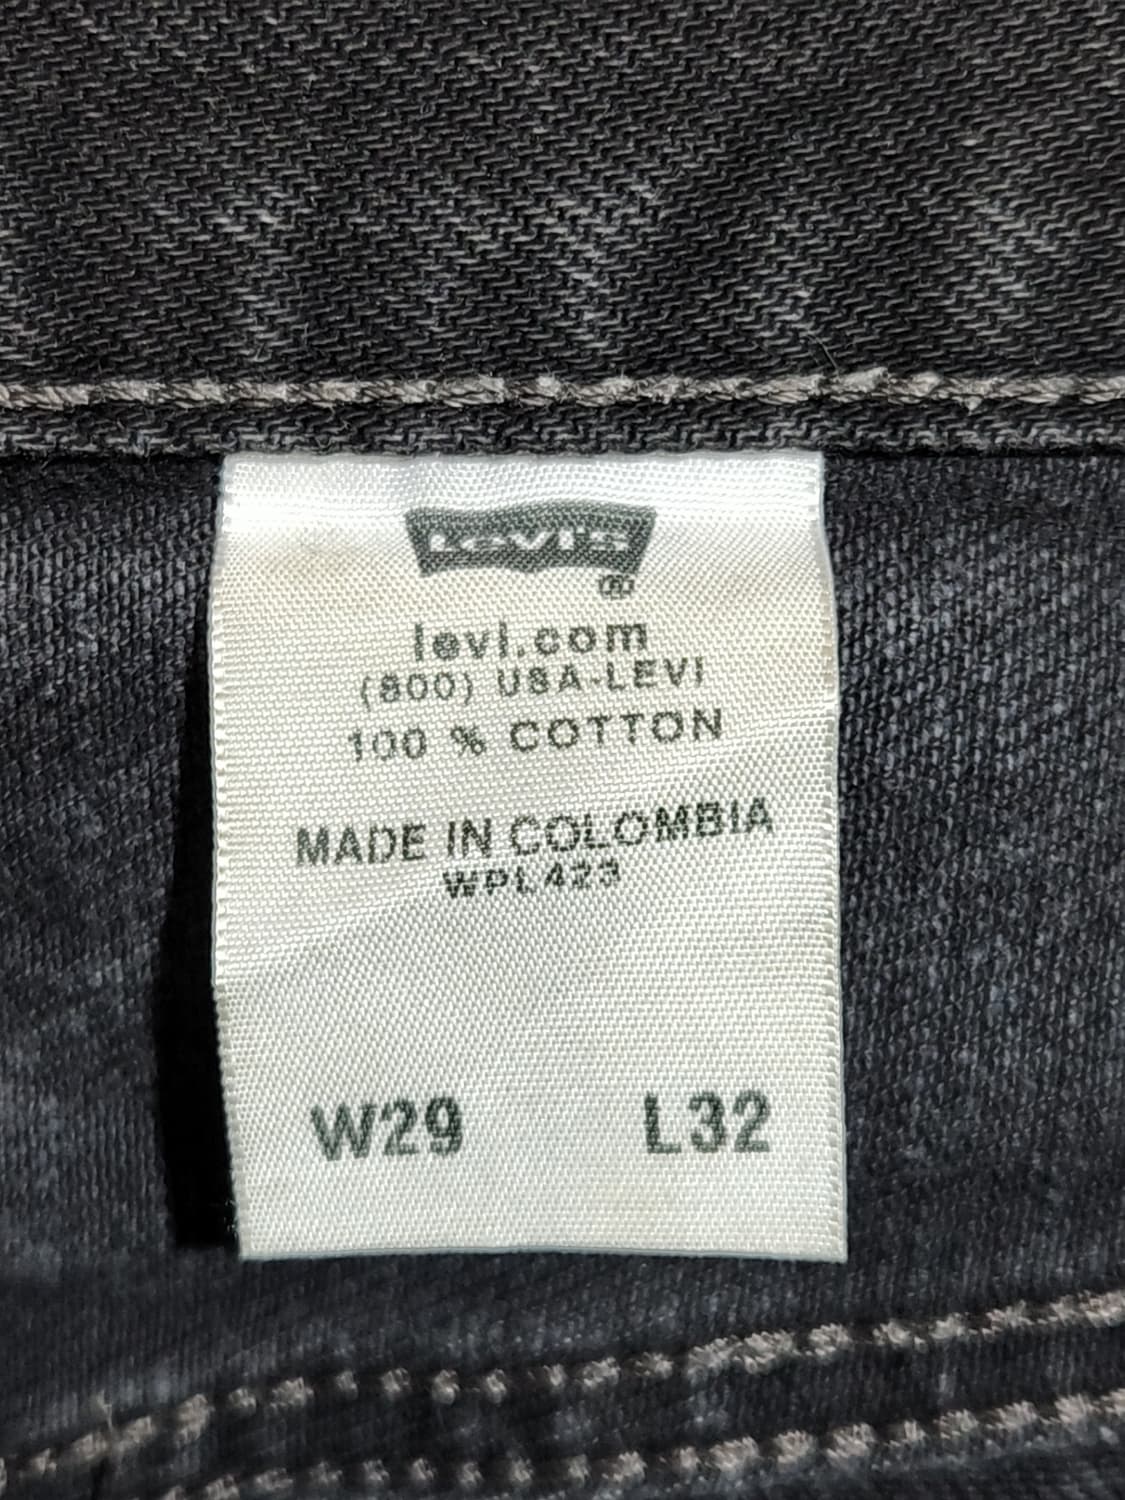 Levi's
®
levi.com
(800) USA-LEVI
100 % COTTON
MADE IN COLOMBIA
WPL423
W29 L32